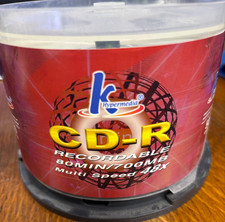 k
Hypermedia
CD-R
RECORDABLE
80MIN/700MB
Multi Speed 48x